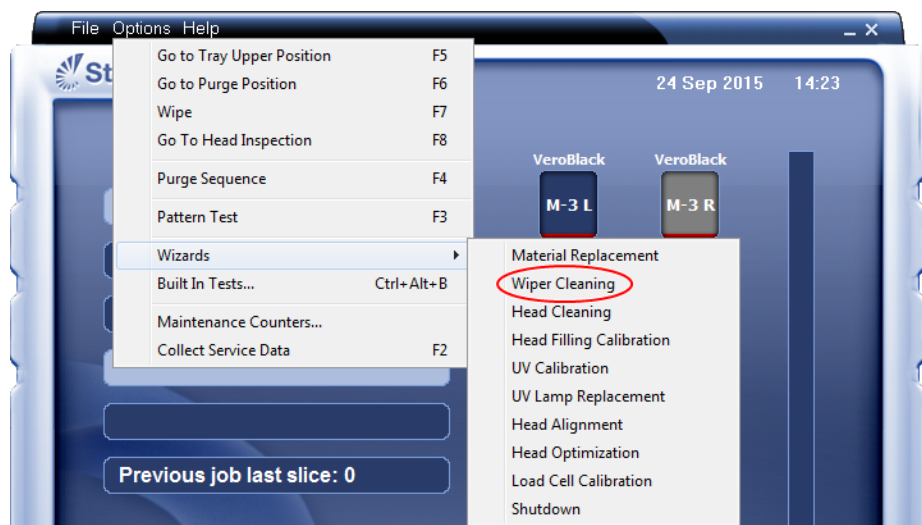 File Options Help
St
24 Sep 2015 14:23
Go to Tray Upper Position F5
Go to Purge Position F6
Wipe F7
Go To Head Inspection F8
Purge Sequence F4
Pattern Test F3
Wizards
Built In Tests... Ctrl+Alt+B
Maintenance Counters...
Collect Service Data F2
VeroBlack VeroBlack
M-3 L M-3 R
Material Replacement
Wiper Cleaning
Head Cleaning
Head Filling Calibration
UV Calibration
UV Lamp Replacement
Head Alignment
Head Optimization
Load Cell Calibration
Shutdown
Previous job last slice: 0